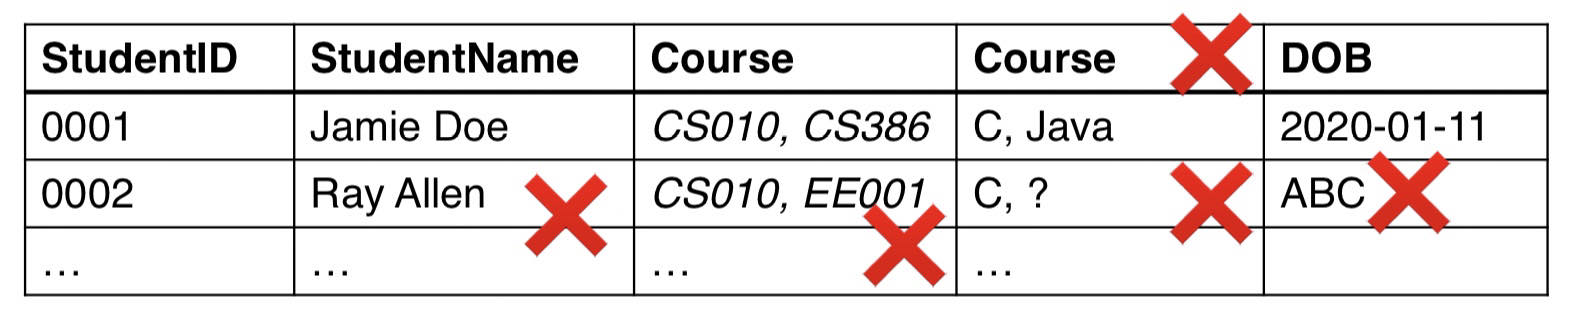 StudentID StudentName Course Course DOB
0001 Jamie Doe CS010, CS386 C, Java 2020-01-11
0002 Ray Allen CS010, EE001 C, ? ABC
... ... ... ...